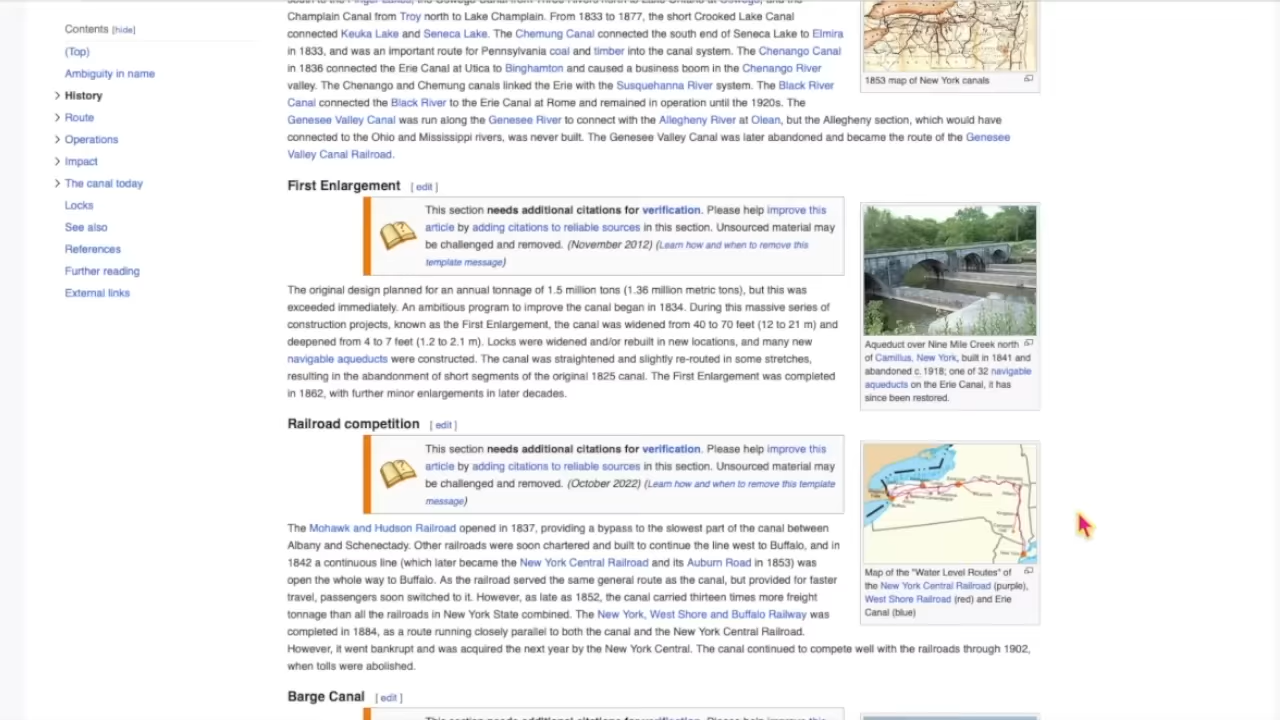 Contents [hide]
(Top)
Ambiguity in name
History
Route
Operations
Impact
The canal today
Locks
See also
References
Further reading
External links
Champlain Canal from Troy north to Lake Champlain. From 1833 to 1877, the short Crooked Lake Canal
connected Keuka Lake and Seneca Lake. The Chemung Canal connected the south end of Seneca Lake to Elmira
in 1833, and was an important route for Pennsylvania coal and timber into the canal system. The Chenango Canal
in 1836 connected the Erie Canal at Utica to Binghamton and caused a business boom in the Chenango River
valley. The Chenango and Chemung canals linked the Erie with the Susquehanna River system. The Black River
Canal connected the Black River to the Erie Canal at Rome and remained in operation until the 1920s. The
Genesee Valley Canal was run along the Genesee River to connect with the Allegheny River at Olean, but the Allegheny section, which would have
connected to the Ohio and Mississippi rivers, was never built. The Genesee Valley Canal was later abandoned and became the route of the Genesee
Valley Canal Railroad.
1853 map of New York canals
First Enlargement [ edit ]
This section needs additional citations for verification. Please help improve this
article by adding citations to reliable sources in this section. Unsourced material may
be challenged and removed. (November 2012) (Learn how and when to remove this
template message)
The original design planned for an annual tonnage of 1.5 million tons (1.36 million metric tons), but this was
exceeded immediately. An ambitious program to improve the canal began in 1834. During this massive series of
construction projects, known as the First Enlargement, the canal was widened from 40 to 70 feet (12 to 21 m) and
deepened from 4 to 7 feet (1.2 to 2.1 m). Locks were widened and/or rebuilt in new locations, and many new
navigable aqueducts were constructed. The canal was straightened and slightly re-routed in some stretches,
resulting in the abandonment of short segments of the original 1825 canal. The First Enlargement was completed
in 1862, with further minor enlargements in later decades.
Aqueduct over Nine Mile Creek north
of Camillus, New York, built in 1841 and
abandoned c. 1918; one of 32 navigable
aqueducts on the Erie Canal, it has
since been restored.
Railroad competition [ edit ]
This section needs additional citations for verification. Please help improve this
article by adding citations to reliable sources in this section. Unsourced material may
be challenged and removed. (October 2022) (Learn how and when to remove this template
message)
The Mohawk and Hudson Railroad opened in 1837, providing a bypass to the slowest part of the canal between
Albany and Schenectady. Other railroads were soon chartered and built to continue the line west to Buffalo, and in
1842 a continuous line (which later became the New York Central Railroad and its Auburn Road in 1853) was
open the whole way to Buffalo. As the railroad served the same general route as the canal, but provided for faster
travel, passengers soon switched to it. However, as late as 1852, the canal carried thirteen times more freight
tonnage than all the railroads in New York State combined. The New York, West Shore and Buffalo Railway was
completed in 1884, as a route running closely parallel to both the canal and the New York Central Railroad.
However, it went bankrupt and was acquired the next year by the New York Central. The canal continued to compete well with the railroads through 1902,
when tolls were abolished.
Map of the "Water Level Routes" of
the New York Central Railroad (purple),
West Shore Railroad (red) and Erie
Canal (blue)
Barge Canal [ edit ]